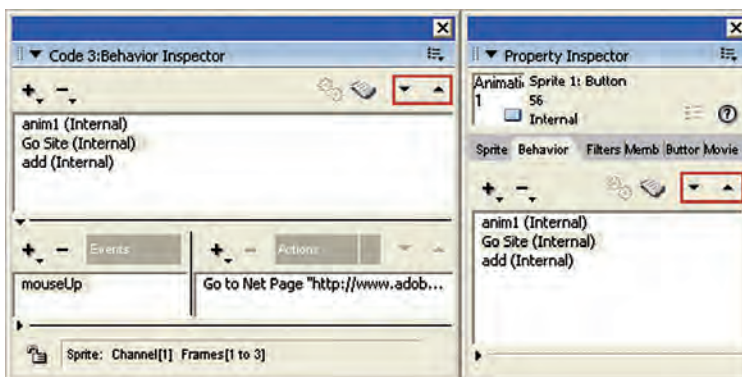 Code 3:Behavior Inspector
anim1 (Internal)
Go Site (Internal)
add (Internal)
Events
Actions
mouseUp
Go to Net Page "http://www.adob...
Sprite: Channel[1] Frames[1 to 3]
Property Inspector
Animati Sprite 1: Button
1 56
Internal
Sprite Behavior Filters Memb Buttor Movie
anim1 (Internal)
Go Site (Internal)
add (Internal)